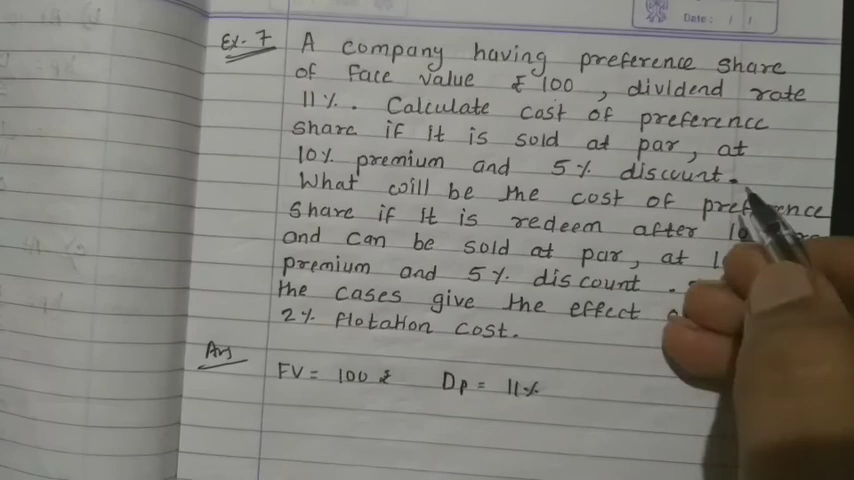 Date: / /
Ex. 7 A company having preference share
of Face value ₹ 100 , dividend rate
11% . Calculate cost of preference
share if it is sold at par, at
10% premium and 5% discount.
What will be the cost of preference
share if it is redeem after
and can be sold at par, at
premium and 5% discount .
the cases give the effect
2% flotation cost.
Ans
FV = 100 ₹ Dp = 11%